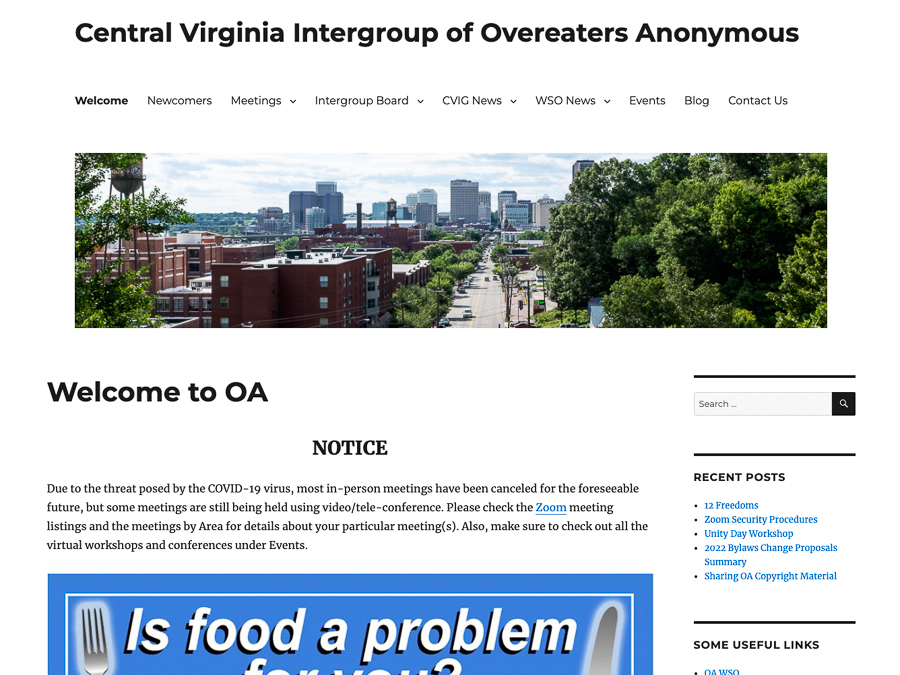 Central Virginia Intergroup of Overeaters Anonymous
Welcome Newcomers Meetings Intergroup Board CVIG News WSO News Events Blog Contact Us
Welcome to OA
NOTICE
Due to the threat posed by the COVID-19 virus, most in-person meetings have been canceled for the foreseeable
future, but some meetings are still being held using video/tele-conference. Please check the Zoom meeting
listings and the meetings by Area for details about your particular meeting(s). Also, make sure to check out all the
virtual workshops and conferences under Events.
Is food a problem
for you?
Search …
RECENT POSTS
12 Freedoms
Zoom Security Procedures
Unity Day Workshop
2022 Bylaws Change Proposals
Summary
Sharing OA Copyright Material
SOME USEFUL LINKS
OA WSO